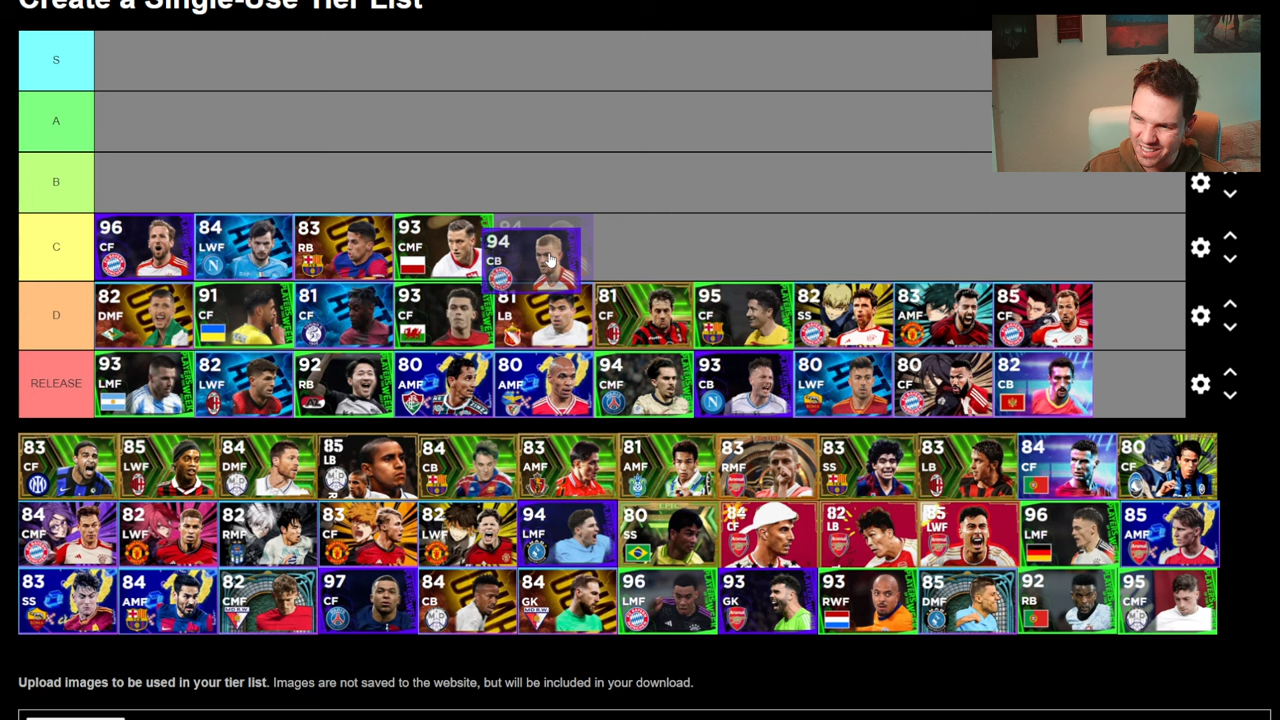 Create a Single-Use Tier List
S
A
B
C
96 CF
84 LWF
83 RB
93 CMF
94 CB
D
82 DMF
91 CF
81
93 CMF
81 LB
81 CF
95 CF
82 SS
83 AMF
85 CF
RELEASE
93 LMF
82 LWF
92 RB
80 AMF
80 AMF
94 CMF
93 CB
80 LWF
80 CF
82 CB
83 CF
85 LWF
84 DMF
85 LB
84 CB
83 AMF
81 AMF
83 RMF
83 SS
83 LB
84 CF
80 CF
84 CMF
82 LWF
82 RMF
83 CF
82 LWF
94 LMF
80 SS
84 CF
82 LB
85 LWF
96 LMF
85 AMF
83 SS
84 AMF
82 CMF
97 CF
84 CB
84 GK
96 LMF
93 GK
93 RWF
85 DMF
92 RB
95 CMF
Upload images to be used in your tier list. Images are not saved to the website, but will be included in your download.